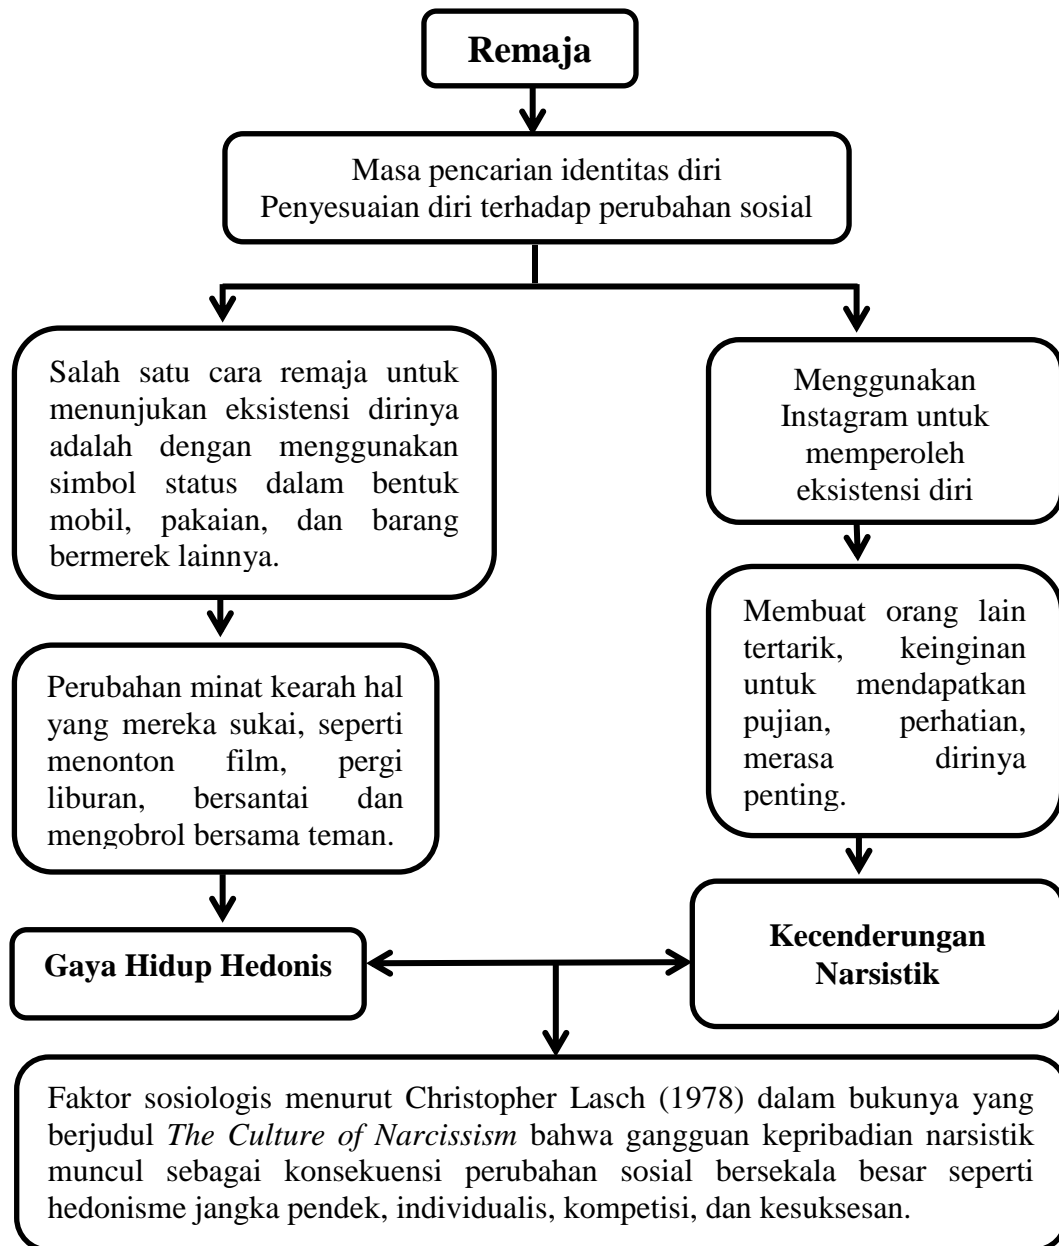 Remaja
Masa pencarian identitas diri
Penyesuaian diri terhadap perubahan sosial
Salah satu cara remaja untuk
menunjukan eksistensi dirinya
adalah dengan menggunakan
simbol status dalam bentuk
mobil, pakaian, dan barang
bermerek lainnya.
Perubahan minat kearah hal
yang mereka sukai, seperti
menonton film, pergi
liburan, bersantai dan
mengobrol bersama teman.
Gaya Hidup Hedonis
Menggunakan
Instagram untuk
memperoleh
eksistensi diri
Membuat orang lain
tertarik, keinginan
untuk mendapatkan
pujian, perhatian,
merasa dirinya
penting.
Kecenderungan
Narsistik
Faktor sosiologis menurut Christopher Lasch (1978) dalam bukunya yang
berjudul The Culture of Narcissism bahwa gangguan kepribadian narsistik
muncul sebagai konsekuensi perubahan sosial bersekala besar seperti
hedonisme jangka pendek, individualis, kompetisi, dan kesuksesan.